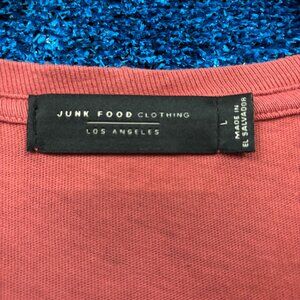 JUNK FOOD CLOTHING
LOS ANGELES
L
MADE IN
EL SALVADOR